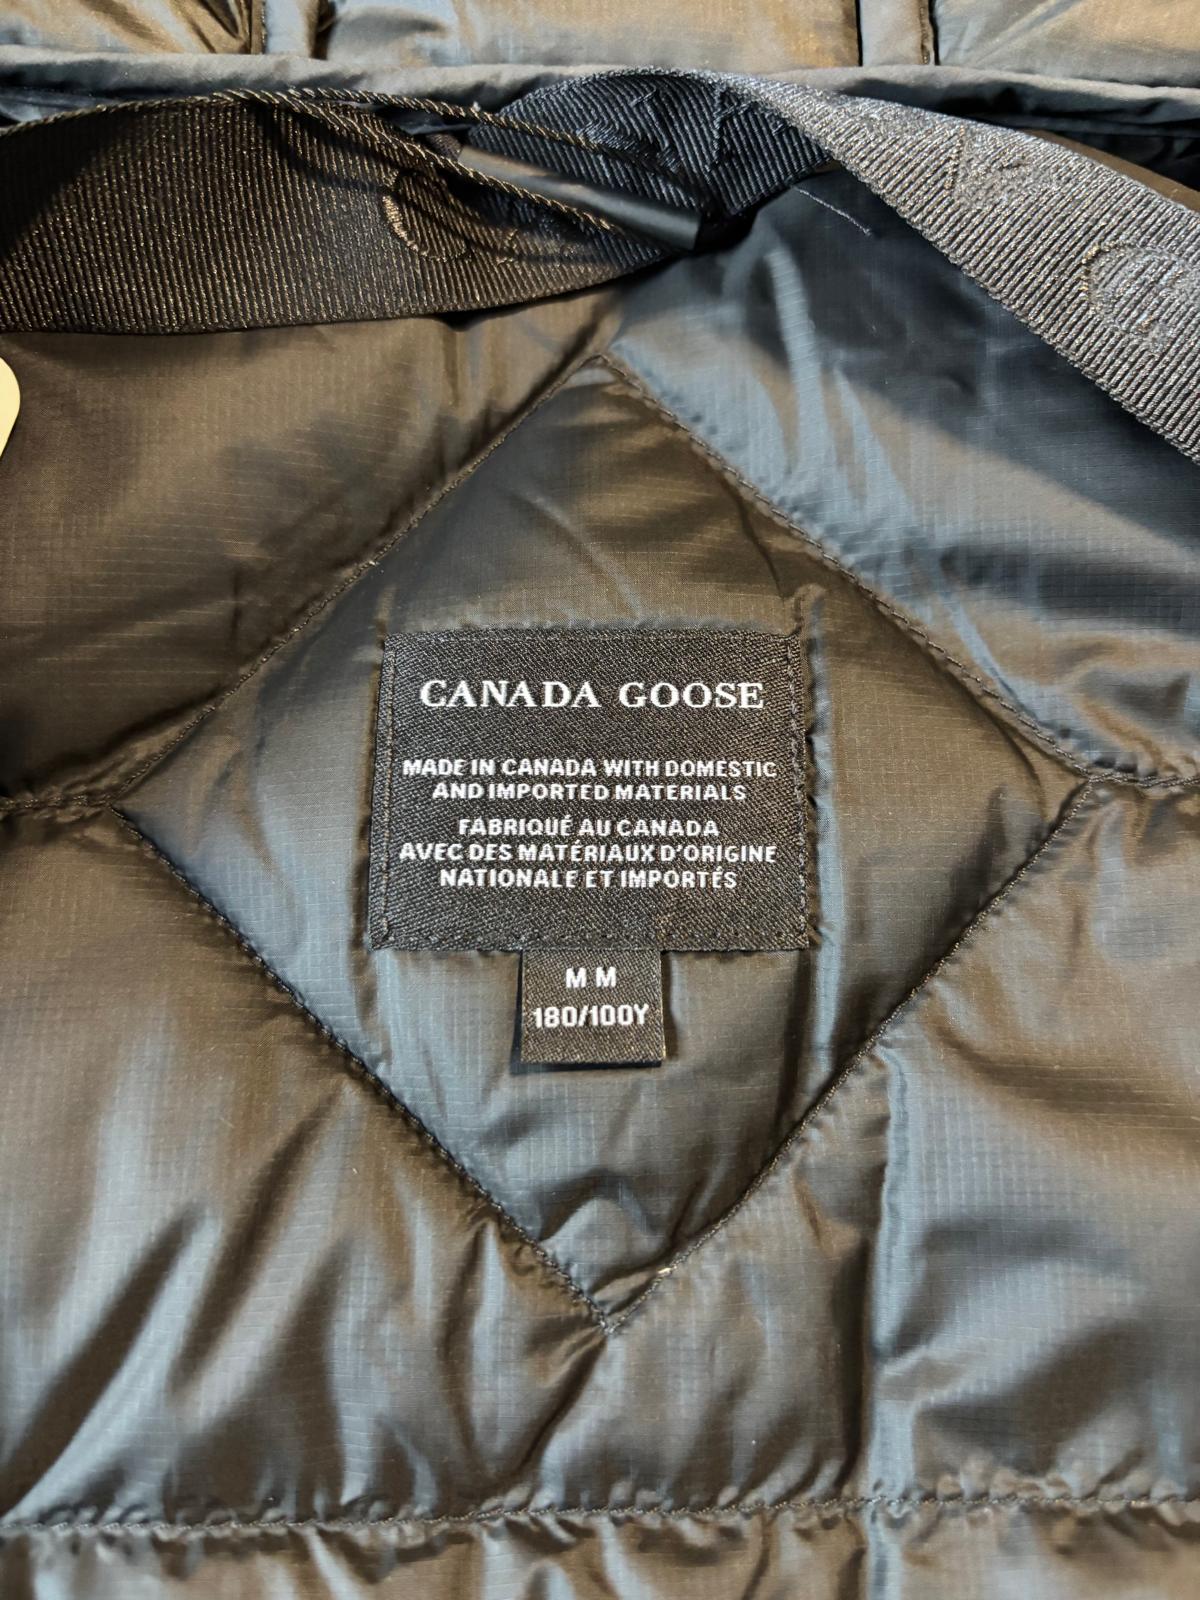 CANADA GOOSE
MADE IN CANADA WITH DOMESTIC
AND IMPORTED MATERIALS
FABRIQUÉ AU CANADA
AVEC DES MATÉRIAUX D'ORIGINE
NATIONALE ET IMPORTÉS
M M
180/100Y